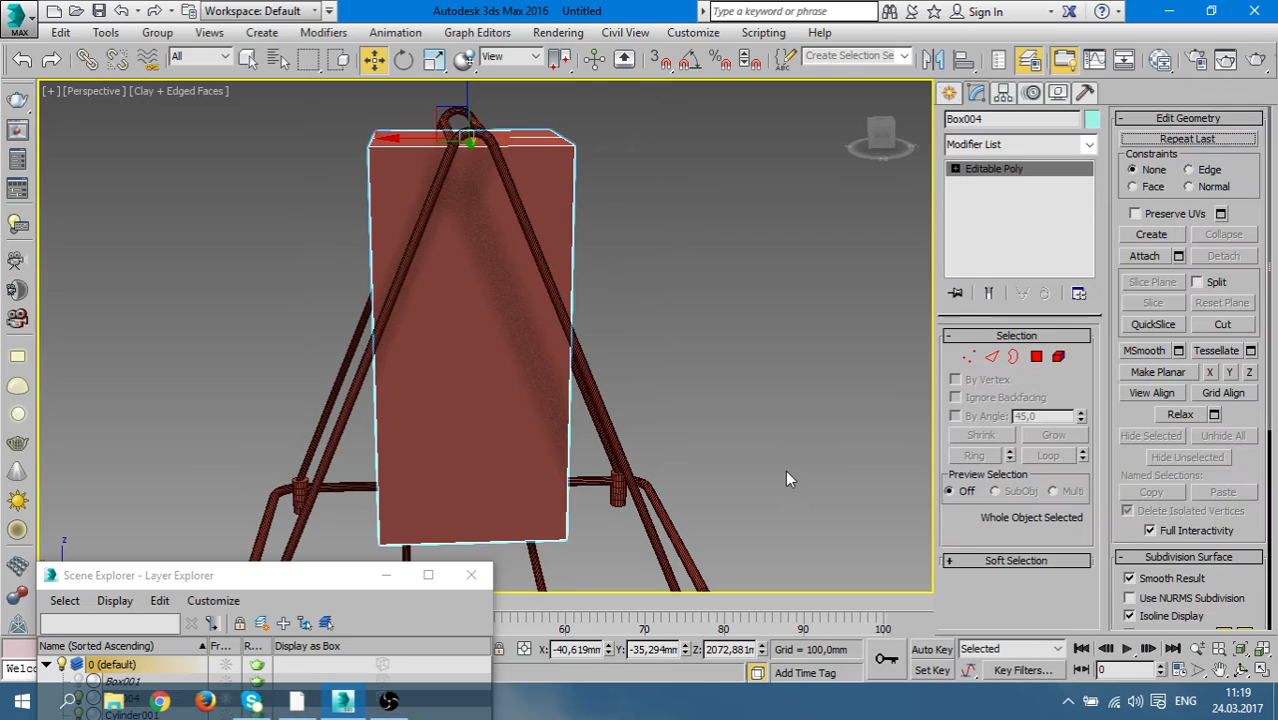 MAX
Workspace: Default
Autodesk 3ds Max 2016
Untitled
Type a keyword or phrase
Sign In
Edit Tools Group Views Create Modifiers Animation Graph Editors Rendering Civil View Customize Scripting Help
All
View
Create Selection Se
[+] [Perspective] [Clay + Edged Faces]
z
Box004
Modifier List
Editable Poly
Selection
By Vertex
Ignore Backfacing
By Angle: 45,0
Shrink Grow
Ring Loop
Preview Selection
Off SubObj Multi
Whole Object Selected
Soft Selection
Edit Geometry
Repeat Last
Constraints
None Edge
Face Normal
Preserve UVs
Create Collapse
Attach Detach
Slice Plane Split
Slice Reset Plane
QuickSlice Cut
MSmooth Tessellate
Make Planar X Y Z
View Align Grid Align
Relax
Hide Selected Unhide All
Hide Unselected
Named Selections:
Copy Paste
Delete Isolated Vertices
Full Interactivity
Subdivision Surface
Smooth Result
Use NURMS Subdivision
Isoline Display
Scene Explorer - Layer Explorer
Select Display Edit Customize
Name (Sorted Ascending) Fr... R... Display as Box
0 (default)
Box001
Cylinder001
60 70 80 90 100
X: -40,619mm Y: -35,294mm Z: 2072,881m
Grid = 100,0mm
Add Time Tag
Auto Key Selected
Set Key Key Filters...
0
Welcc
ENG
11:19
24.03.2017